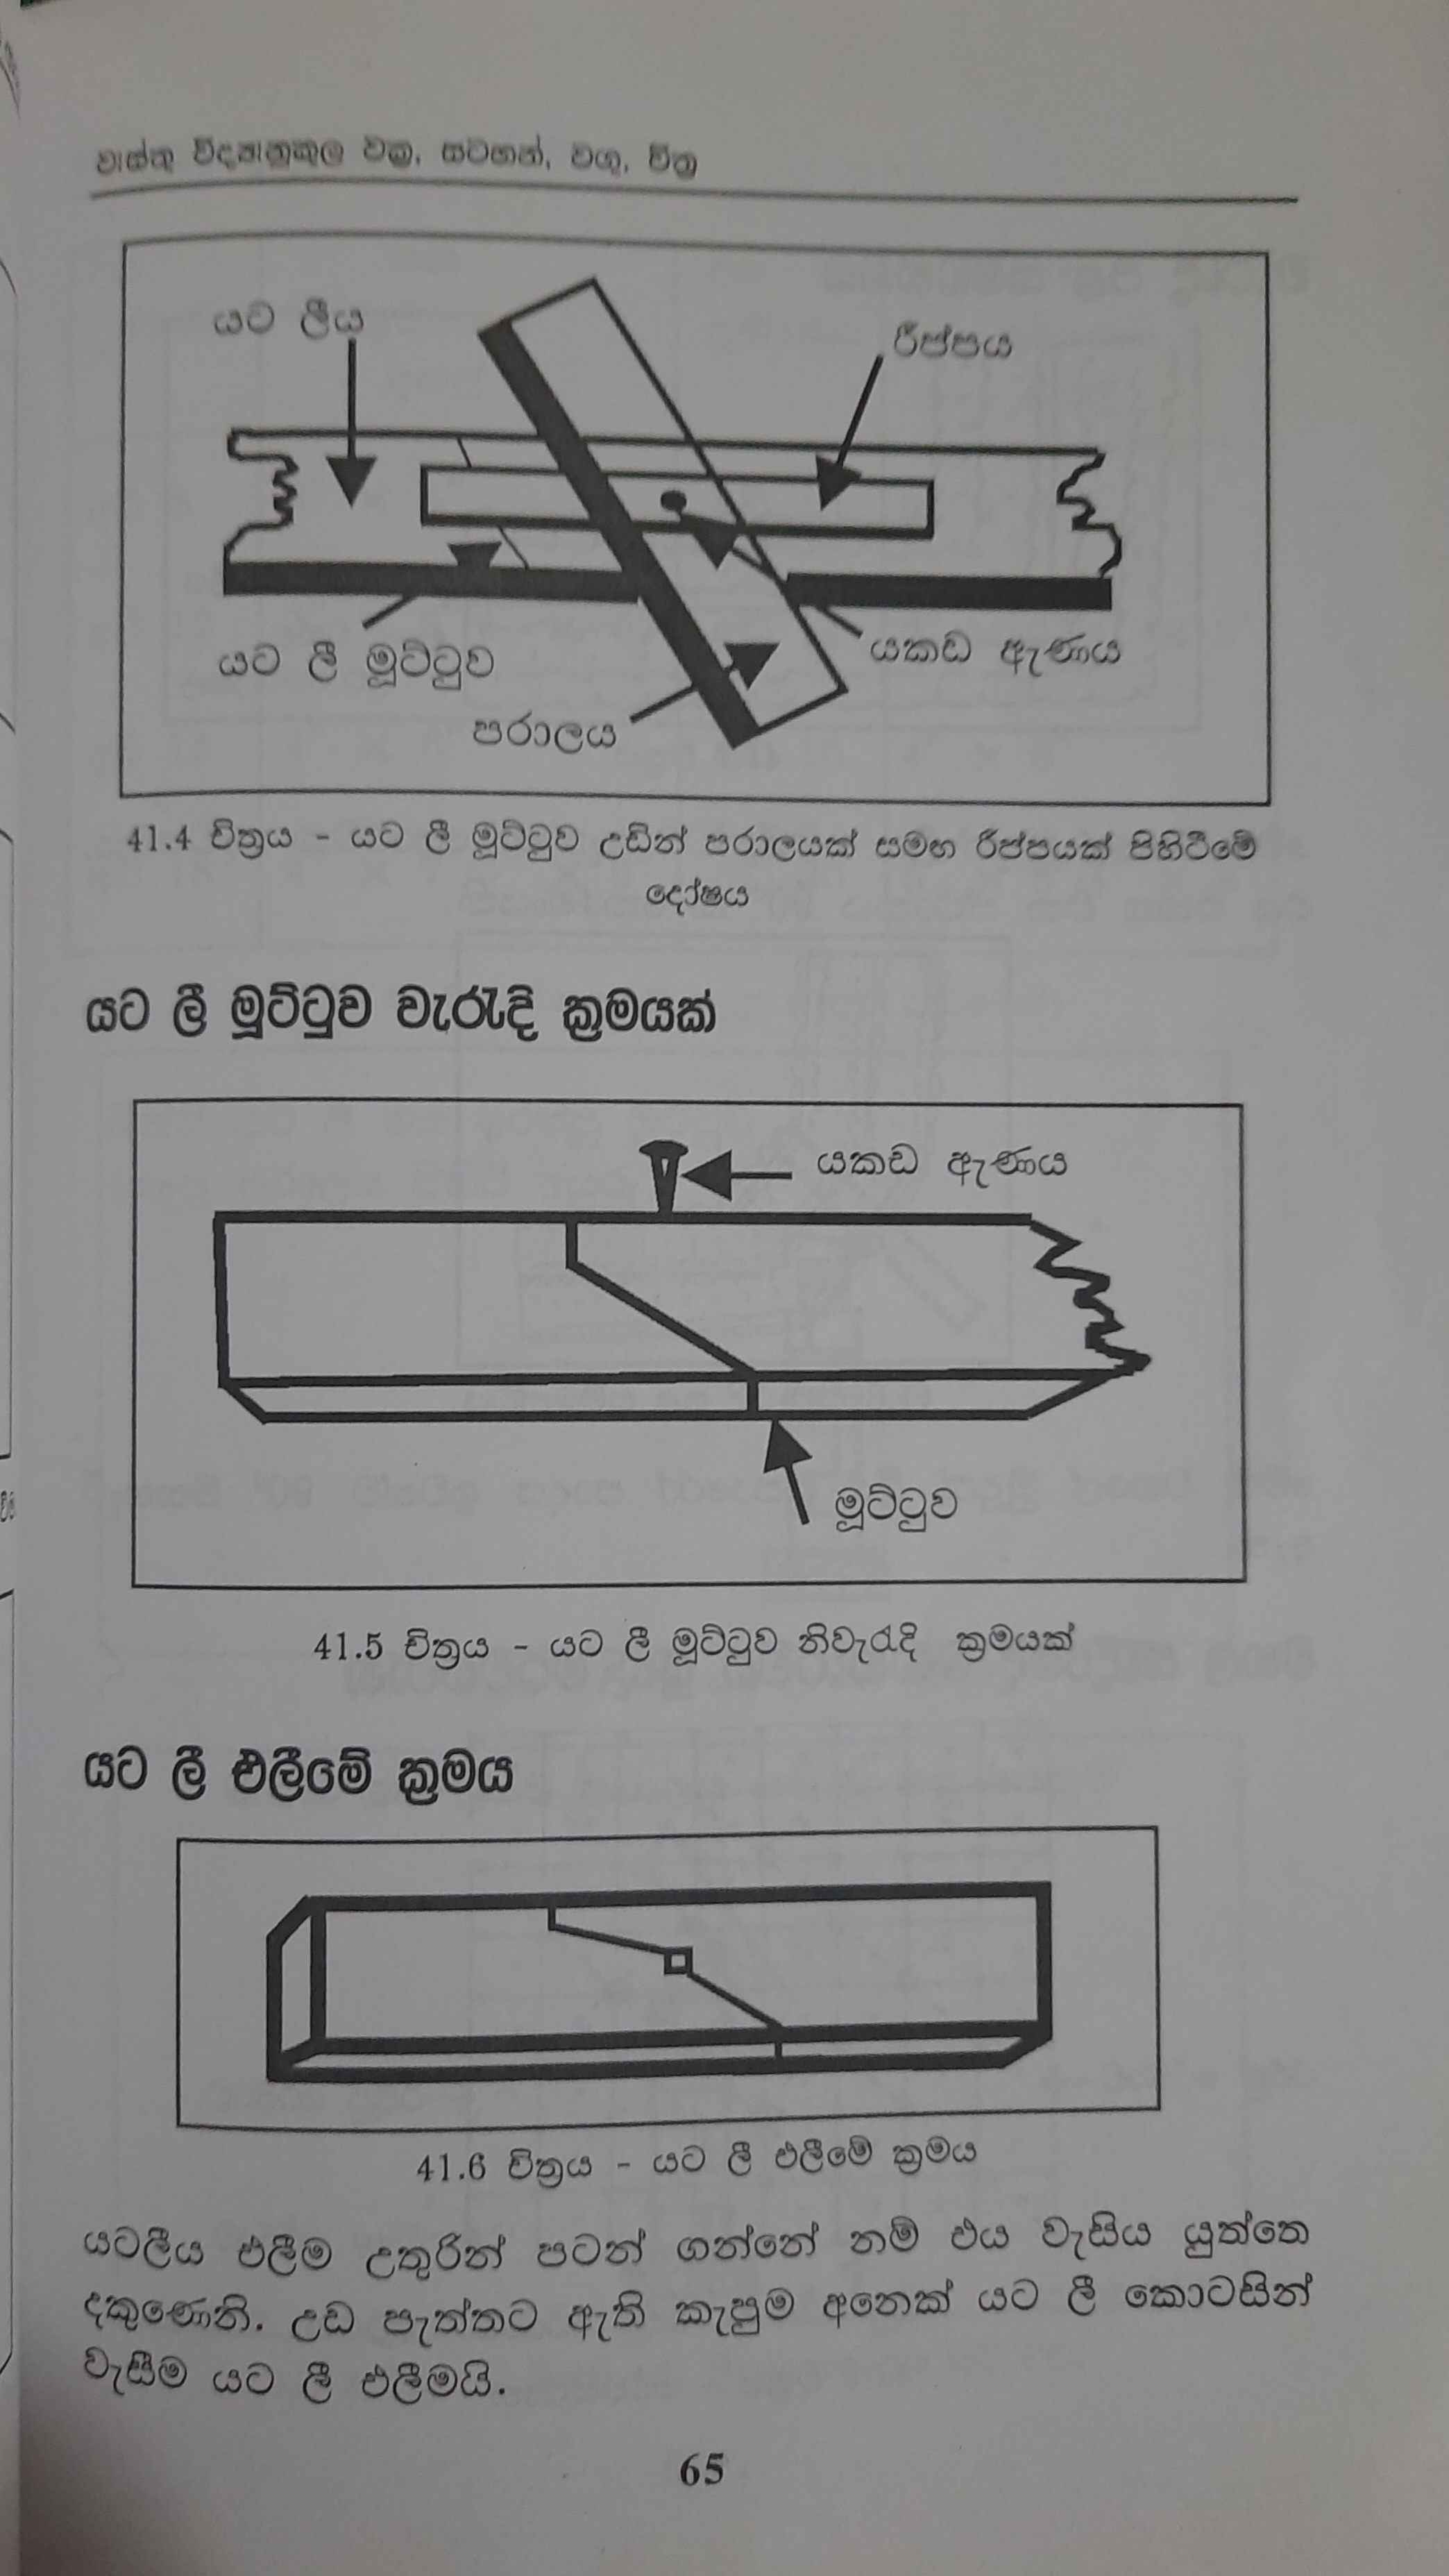 වාස්තු විද්‍යානුකූල චක්‍ර, සටහන්, වගු, චිත්‍ර
යට ලීය
රීප්පය
යට ලී මූට්ටුව
යකඩ ඇණය
පරාලය
41.4 චිත්‍රය - යට ලී මූට්ටුව උඩින් පරාලයක් සමඟ රීප්පයක් පිහිටීමේ
දෝෂය
යට ලී මූට්ටුව වැරැදි ක්‍රමයක්
යකඩ ඇණය
මූට්ටුව
41.5 චිත්‍රය - යට ලී මූට්ටුව නිවැරැදි ක්‍රමයක්
යට ලී එලීමේ ක්‍රමය
41.6 චිත්‍රය - යට ලී එලීමේ ක්‍රමය
යටලීය එලීම උතුරින් පටන් ගන්නේ නම් එය වැසිය යුත්තෙ
දකුණෙනි. උඩ පැත්තට ඇති කැපුම අනෙක් යට ලී කොටසින්
වැසීම යට ලී එලීමයි.
65